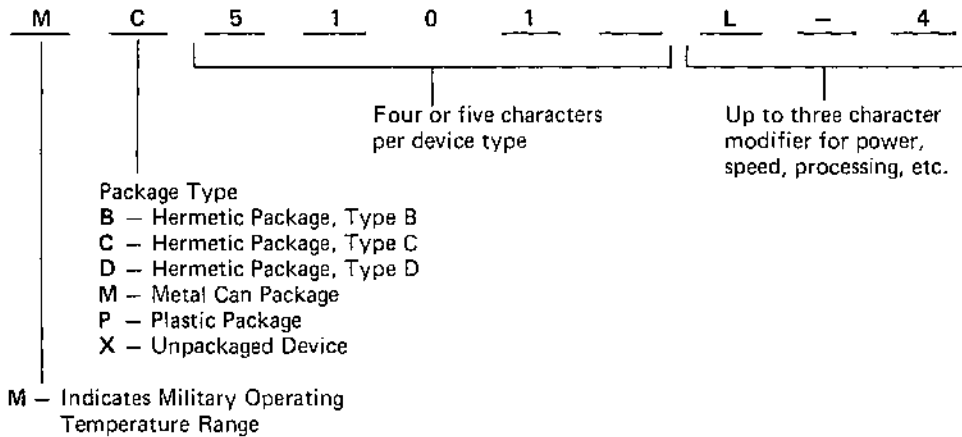 M C 5 1 0 1 L – 4
Four or five characters
per device type
Up to three character
modifier for power,
speed, processing, etc.
Package Type
B – Hermetic Package, Type B
C – Hermetic Package, Type C
D – Hermetic Package, Type D
M – Metal Can Package
P – Plastic Package
X – Unpackaged Device
M – Indicates Military Operating
Temperature Range